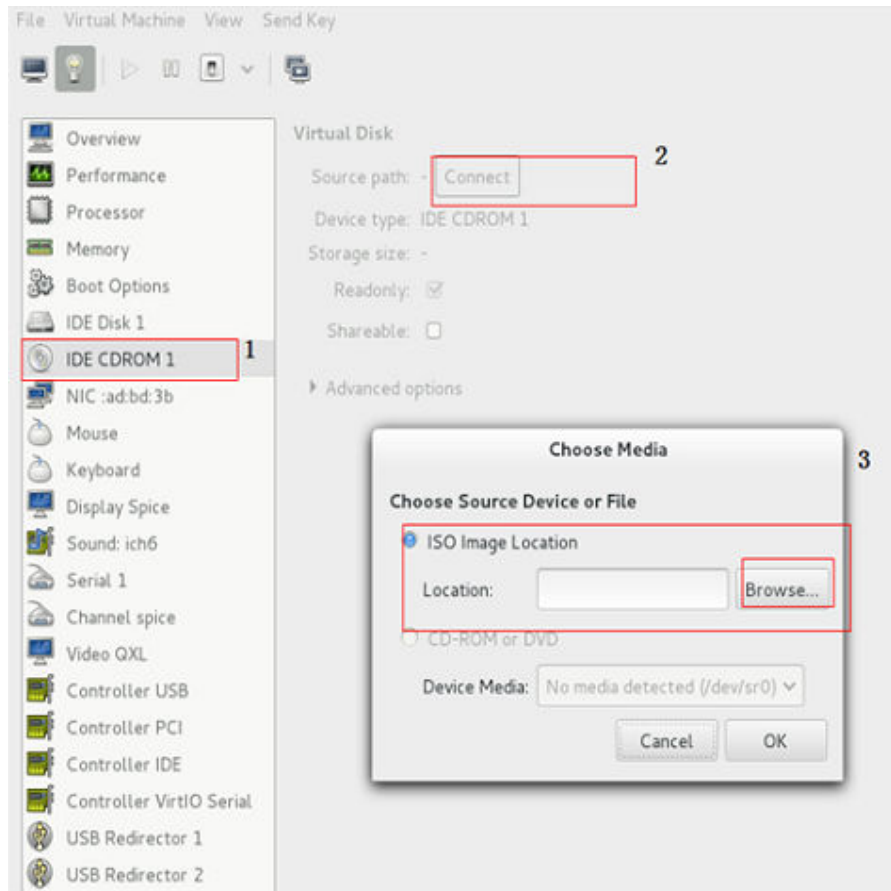 File Virtual Machine View Send Key
Overview
Performance
Processor
Memory
Boot Options
IDE Disk 1
IDE CDROM 1
1
NIC :ad:bd:3b
Mouse
Keyboard
Display Spice
Sound: ich6
Serial 1
Channel spice
Video QXL
Controller USB
Controller PCI
Controller IDE
Controller VirtIO Serial
USB Redirector 1
USB Redirector 2
Virtual Disk
2
Source path: - Connect
Device type: IDE CDROM 1
Storage size: -
Readonly:
Shareable:
Advanced options
Choose Media
3
Choose Source Device or File
ISO Image Location
Location: Browse...
CD-ROM or DVD
Device Media: No media detected (/dev/sr0)
Cancel OK